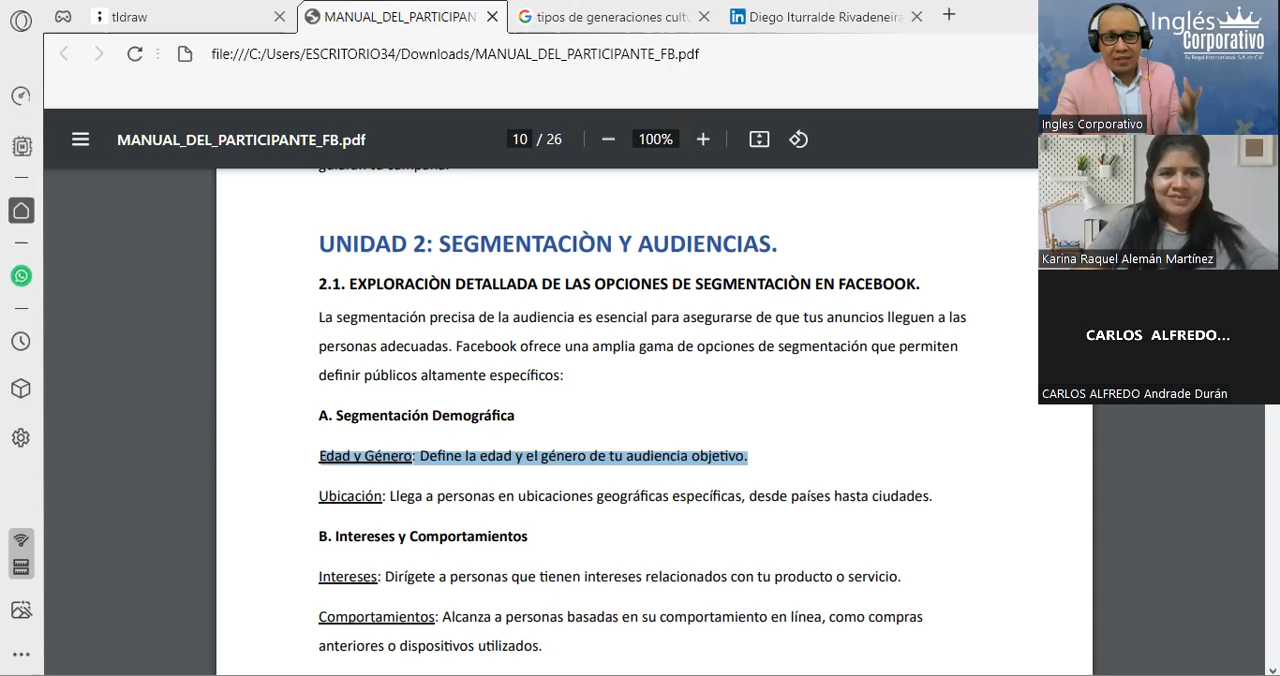 tldraw
MANUAL_DEL_PARTICIPAN
tipos de generaciones cultu
Diego Iturralde Rivadeneira
file:///C:/Users/ESCRITORIO34/Downloads/MANUAL_DEL_PARTICIPANTE_FB.pdf
MANUAL_DEL_PARTICIPANTE_FB.pdf
10 / 26
100%
UNIDAD 2: SEGMENTACIÒN Y AUDIENCIAS.
2.1. EXPLORACIÒN DETALLADA DE LAS OPCIONES DE SEGMENTACIÒN EN FACEBOOK.
La segmentación precisa de la audiencia es esencial para asegurarse de que tus anuncios lleguen a las
personas adecuadas. Facebook ofrece una amplia gama de opciones de segmentación que permiten
definir públicos altamente específicos:
A. Segmentación Demográfica
Edad y Género: Define la edad y el género de tu audiencia objetivo.
Ubicación: Llega a personas en ubicaciones geográficas específicas, desde países hasta ciudades.
B. Intereses y Comportamientos
Intereses: Dirígete a personas que tienen intereses relacionados con tu producto o servicio.
Comportamientos: Alcanza a personas basadas en su comportamiento en línea, como compras
anteriores o dispositivos utilizados.
Inglés
Corporativo
By Regal International, S.A. de C.V.
Ingles Corporativo
Karina Raquel Alemán Martínez
CARLOS ALFREDO...
CARLOS ALFREDO Andrade Durán